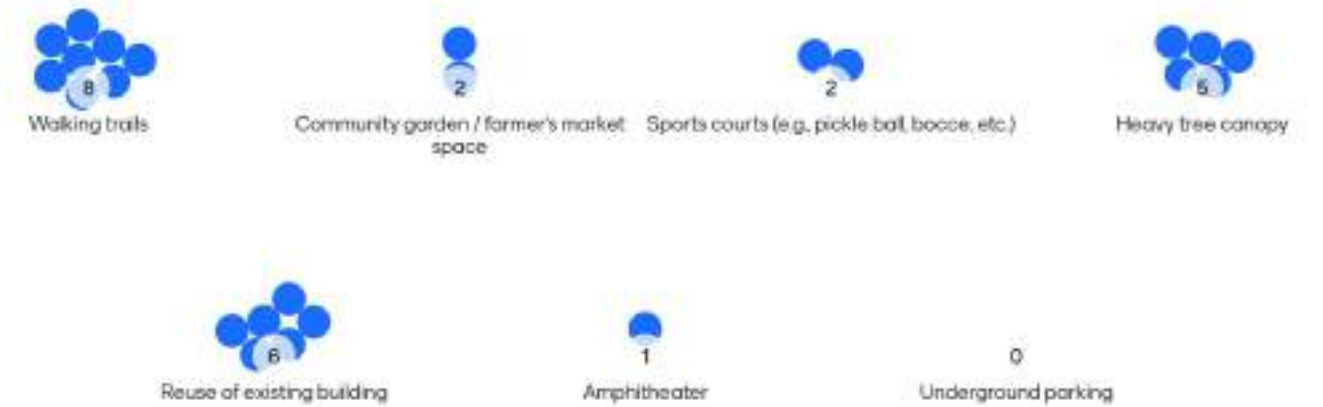 8
2
2
5
Walking trails
Community garden / farmer's market
space
Sports courts (e.g., pickle ball, bocce, etc.)
Heavy tree canopy
6
1
0
Reuse of existing building
Amphitheater
Underground parking